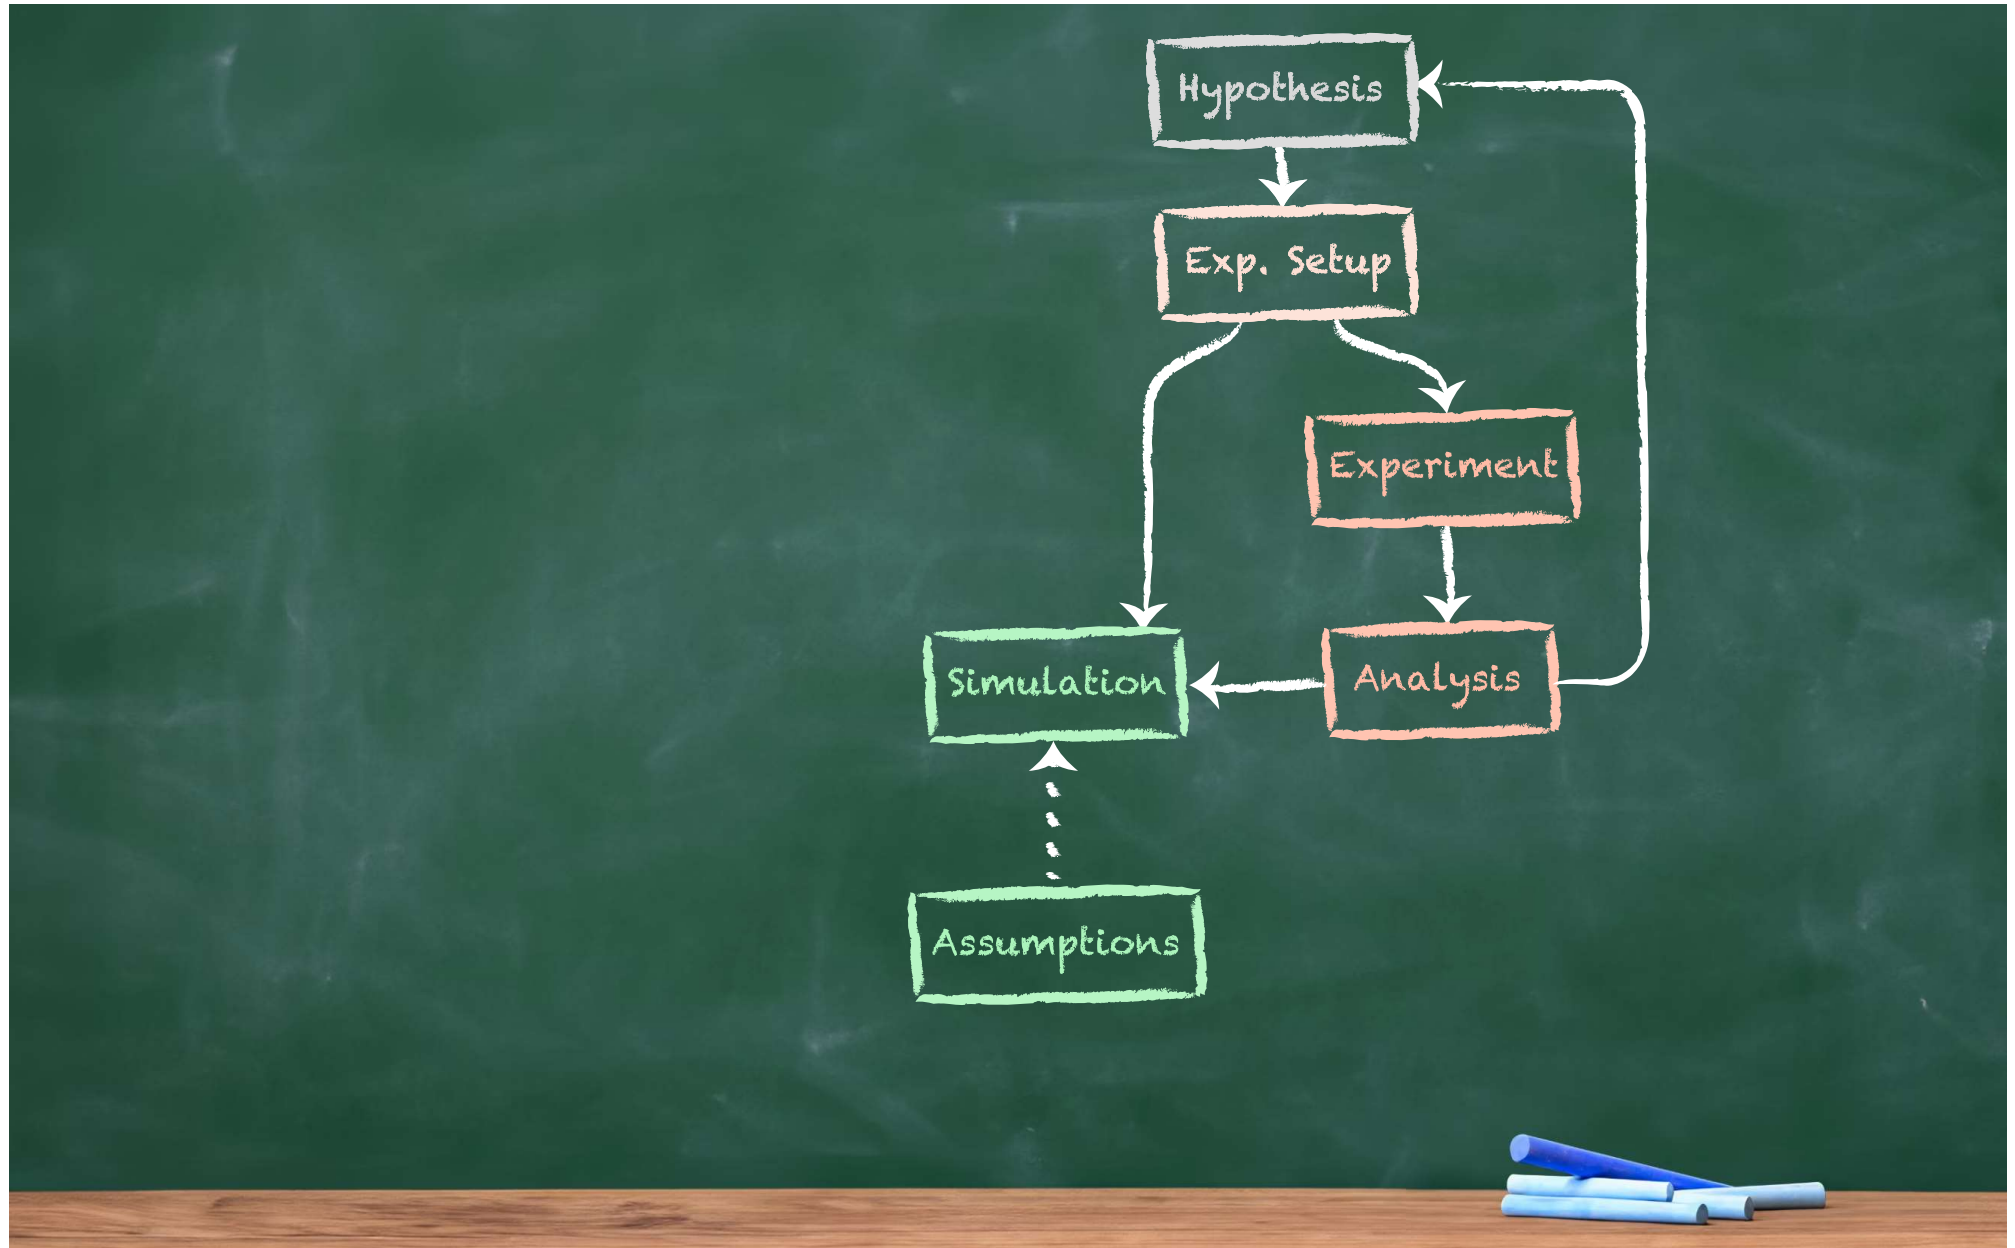 Hypothesis
Exp. Setup
Experiment
Simulation
Analysis
Assumptions